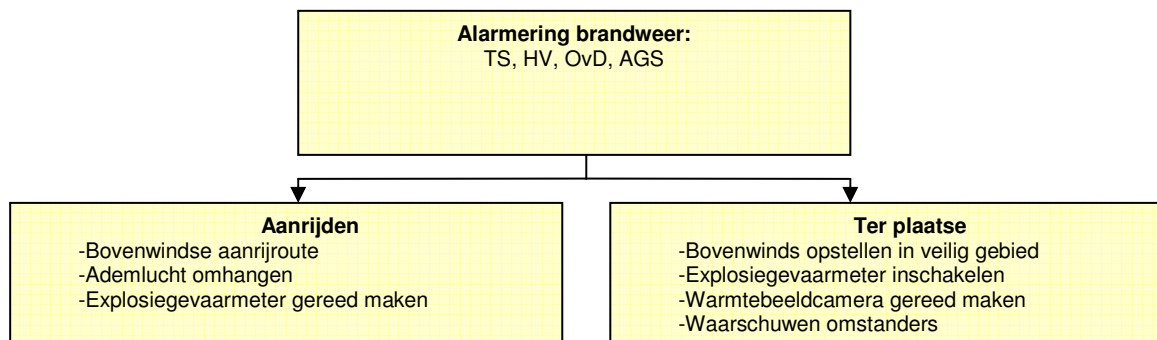 Alarmering brandweer:
TS, HV, OvD, AGS
Aanrijden
-Bovenwindse aanrijroute
-Ademlucht omhangen
-Explosiegevaarmeter gereed maken
Ter plaatse
-Bovenwinds opstellen in veilig gebied
-Explosiegevaarmeter inschakelen
-Warmtebeeldcamera gereed maken
-Waarschuwen omstanders